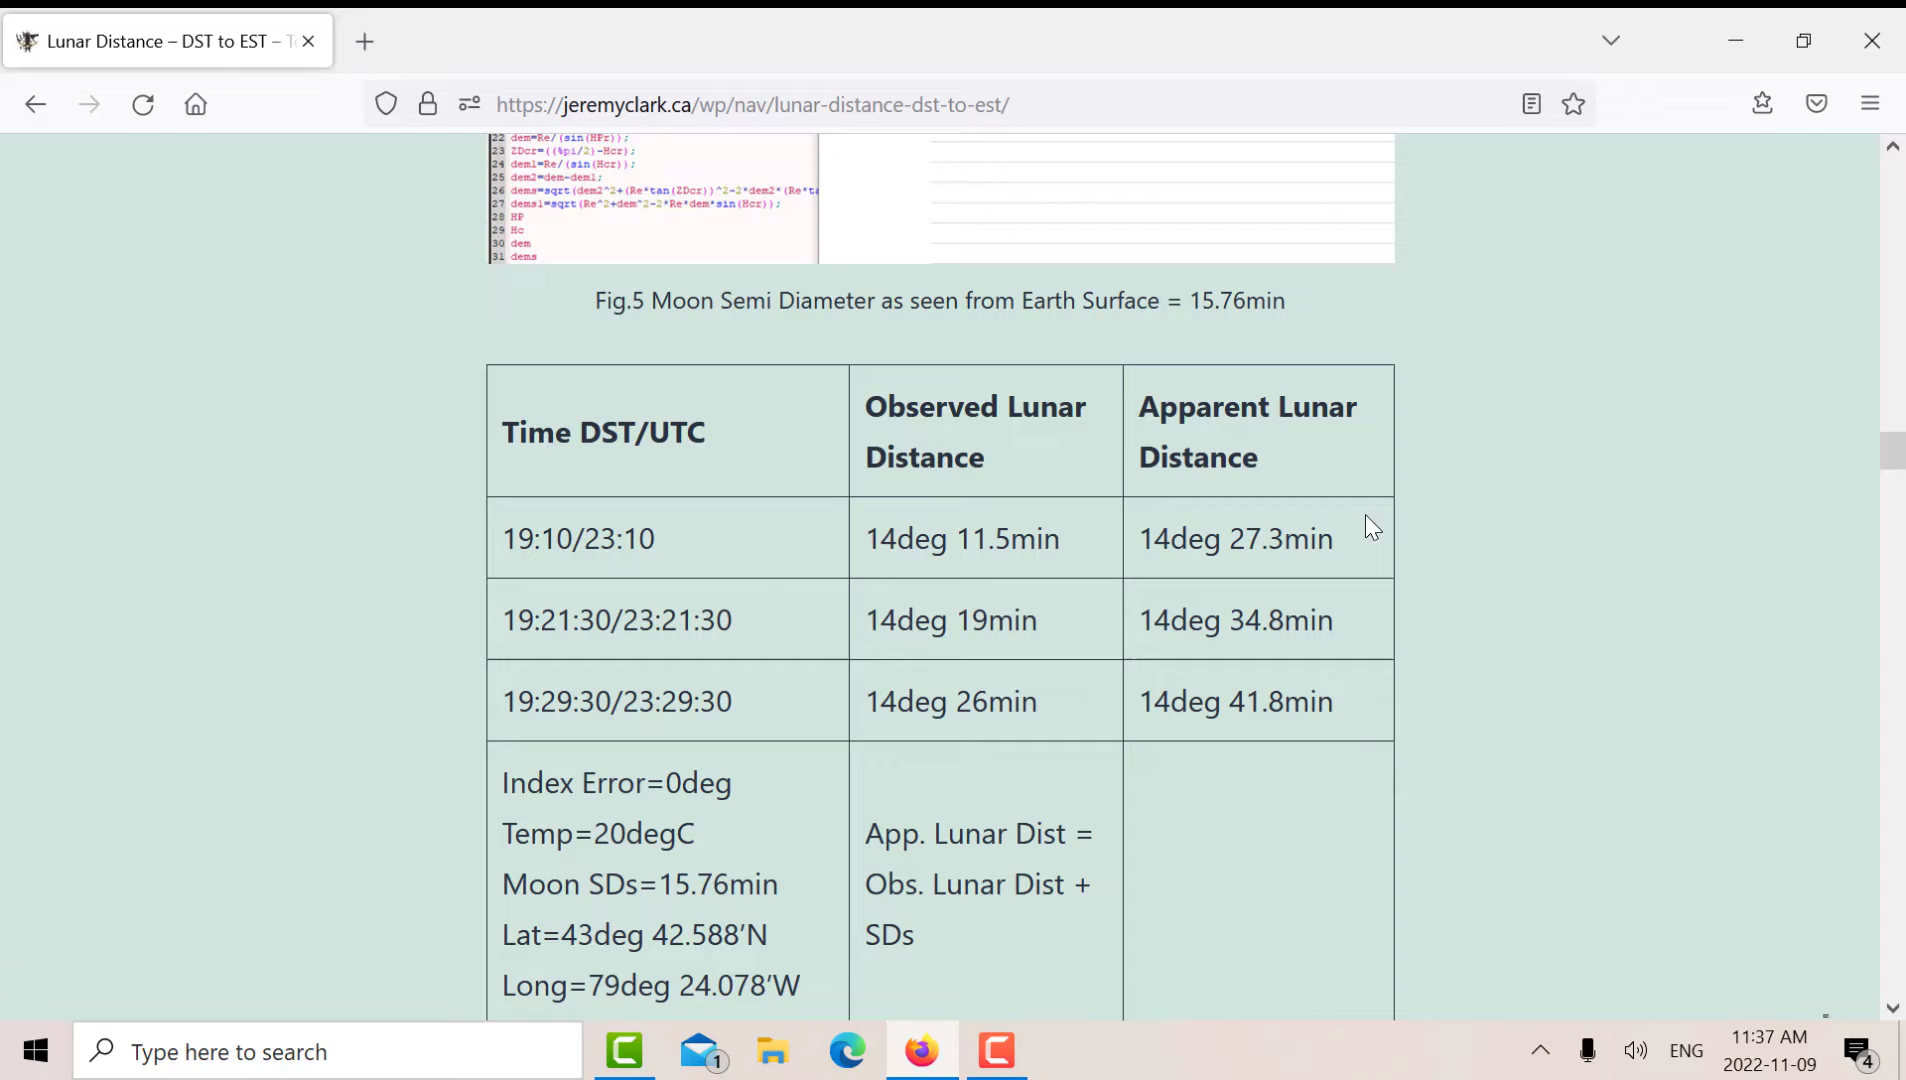 Lunar Distance – DST to EST –
https://jeremyclark.ca/wp/nav/lunar-distance-dst-to-est/
22 dem=Re/(sin(HPr));
23 ZDcr=((%pi/2)-Hcr);
24 dem1=Re/(sin(Hcr));
25 dem2=dem-dem1;
26 dems=sqrt(dem2^2+(Re*tan(ZDcr))^2-2*dem2*(Re*ta
27 dems1=sqrt(Re^2+dem^2-2*Re*dem*sin(Hcr));
28 HP
29 Hc
30 dem
31 dems
Fig.5 Moon Semi Diameter as seen from Earth Surface = 15.76min
Time DST/UTC
Observed Lunar
Distance
Apparent Lunar
Distance
19:10/23:10
14deg 11.5min
14deg 27.3min
19:21:30/23:21:30
14deg 19min
14deg 34.8min
19:29:30/23:29:30
14deg 26min
14deg 41.8min
Index Error=0deg
Temp=20degC
Moon SDs=15.76min
Lat=43deg 42.588’N
Long=79deg 24.078’W
App. Lunar Dist =
Obs. Lunar Dist +
SDs
Type here to search
1
ENG
11:37 AM
2022-11-09
4